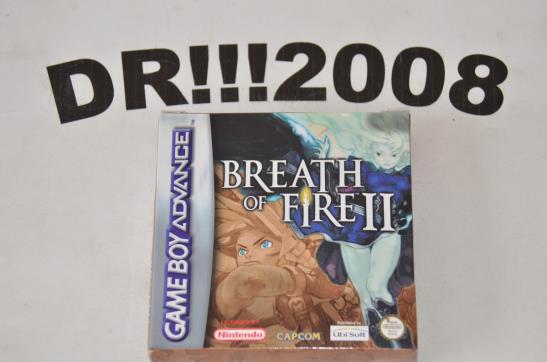 DR!!!2008
GAME BOY ADVANCE
BREATH
OF FIRE II
Nintendo
CAPCOM
Ubi Soft